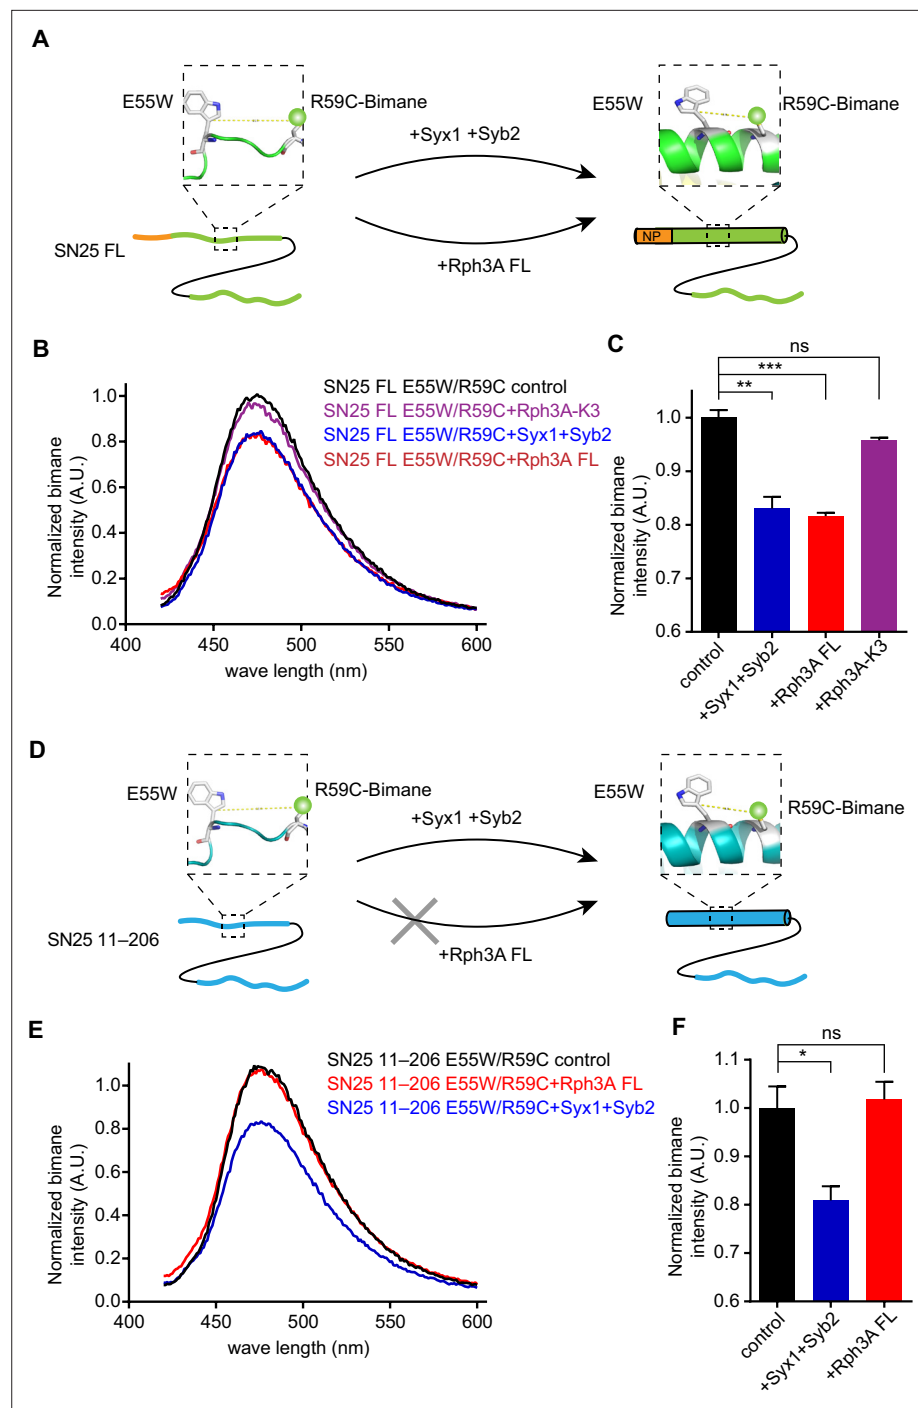 A
E55W
R59C-Bimane
+Syx1 +Syb2
E55W
R59C-Bimane
SN25 FL
+Rph3A FL
NP
B
SN25 FL E55W/R59C control
SN25 FL E55W/R59C+Rph3A-K3
SN25 FL E55W/R59C+Syx1+Syb2
SN25 FL E55W/R59C+Rph3A FL
Normalized bimane
intensity (A.U.)
1.0
0.8
0.6
0.4
0.2
0.0
400
450
500
550
600
wave length (nm)
C
ns
***
**
Normalized bimane
intensity (A.U.)
1.0
0.9
0.8
0.7
0.6
control
+Syx1+Syb2
+Rph3A FL
+Rph3A-K3
D
E55W
R59C-Bimane
+Syx1 +Syb2
E55W
R59C-Bimane
SN25 11–206
+Rph3A FL
E
SN25 11–206 E55W/R59C control
SN25 11–206 E55W/R59C+Rph3A FL
SN25 11–206 E55W/R59C+Syx1+Syb2
Normalized bimane
intensity (A.U.)
1.0
0.8
0.6
0.4
0.2
0.0
400
450
500
550
600
wave length (nm)
F
ns
*
Normalized bimane
intensity (A.U.)
1.1
1.0
0.9
0.8
0.7
0.6
control
+Syx1+Syb2
+Rph3A FL